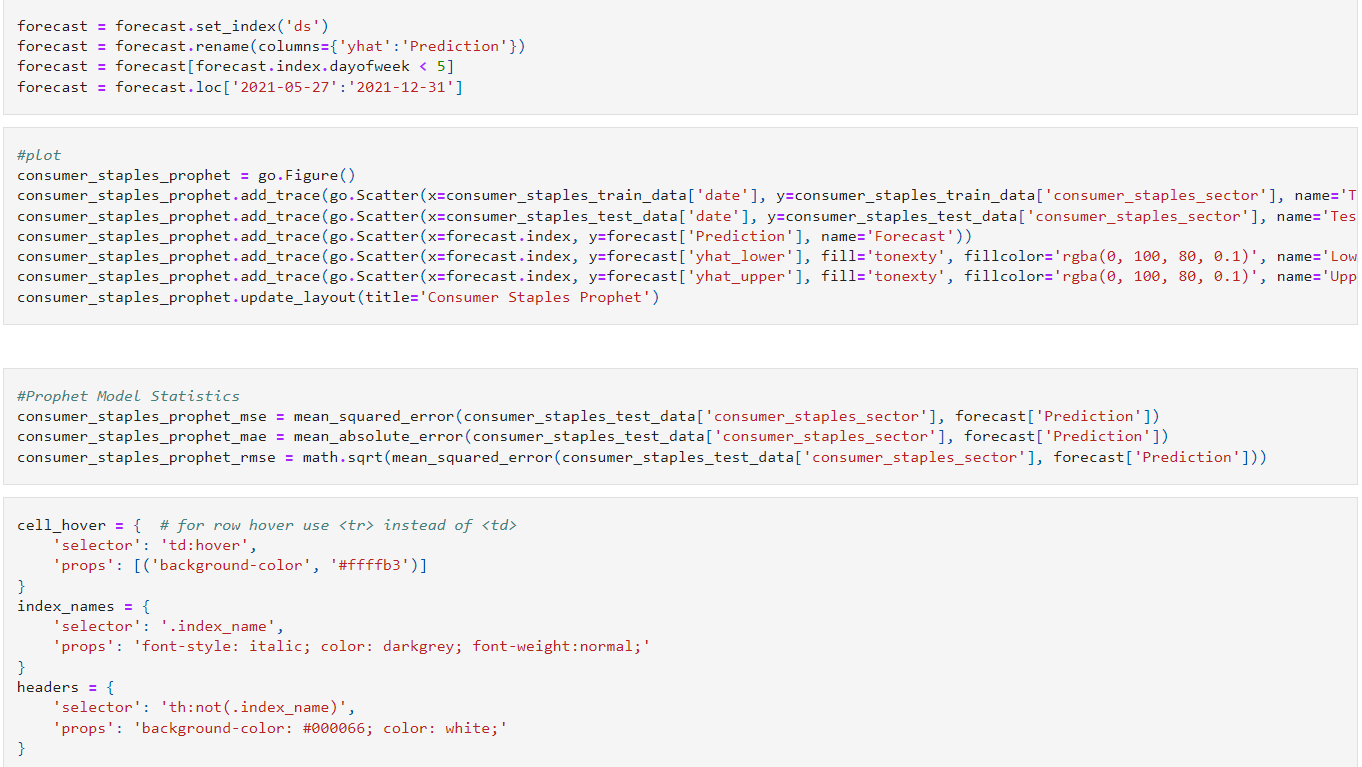 forecast = forecast.set_index('ds')
forecast = forecast.rename(columns={'yhat':'Prediction'})
forecast = forecast[forecast.index.dayofweek < 5]
forecast = forecast.loc['2021-05-27':'2021-12-31']
#plot
consumer_staples_prophet = go.Figure()
consumer_staples_prophet.add_trace(go.Scatter(x=consumer_staples_train_data['date'], y=consumer_staples_train_data['consumer_staples_sector'], name='T
consumer_staples_prophet.add_trace(go.Scatter(x=consumer_staples_test_data['date'], y=consumer_staples_test_data['consumer_staples_sector'], name='Tes
consumer_staples_prophet.add_trace(go.Scatter(x=forecast.index, y=forecast['Prediction'], name='Forecast'))
consumer_staples_prophet.add_trace(go.Scatter(x=forecast.index, y=forecast['yhat_lower'], fill='tonexty', fillcolor='rgba(0, 100, 80, 0.1)', name='Low
consumer_staples_prophet.add_trace(go.Scatter(x=forecast.index, y=forecast['yhat_upper'], fill='tonexty', fillcolor='rgba(0, 100, 80, 0.1)', name='Upp
consumer_staples_prophet.update_layout(title='Consumer Staples Prophet')
#Prophet Model Statistics
consumer_staples_prophet_mse = mean_squared_error(consumer_staples_test_data['consumer_staples_sector'], forecast['Prediction'])
consumer_staples_prophet_mae = mean_absolute_error(consumer_staples_test_data['consumer_staples_sector'], forecast['Prediction'])
consumer_staples_prophet_rmse = math.sqrt(mean_squared_error(consumer_staples_test_data['consumer_staples_sector'], forecast['Prediction']))
cell_hover = {  # for row hover use <tr> instead of <td>
    'selector': 'td:hover',
    'props': [('background-color', '#ffffb3')]
}
index_names = {
    'selector': '.index_name',
    'props': 'font-style: italic; color: darkgrey; font-weight:normal;'
}
headers = {
    'selector': 'th:not(.index_name)',
    'props': 'background-color: #000066; color: white;'
}